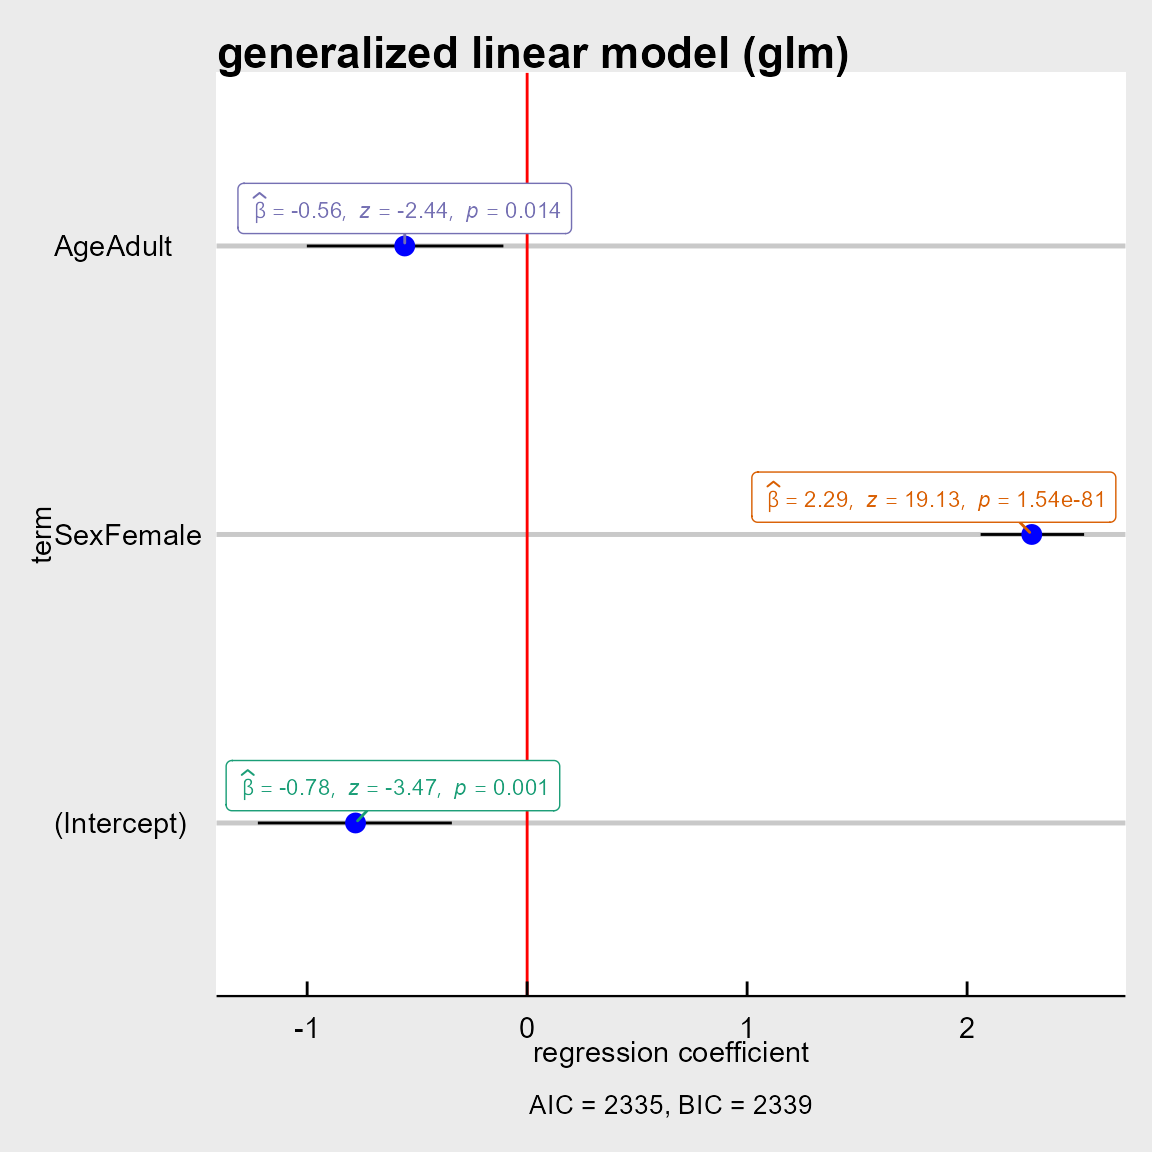 generalized linear model (glm)
β̂ = -0.56, z = -2.44, p = 0.014
AgeAdult
β̂ = 2.29, z = 19.13, p = 1.54e-81
term
SexFemale
β̂ = -0.78, z = -3.47, p = 0.001
(Intercept)
-1 0 1 2
regression coefficient
AIC = 2335, BIC = 2339